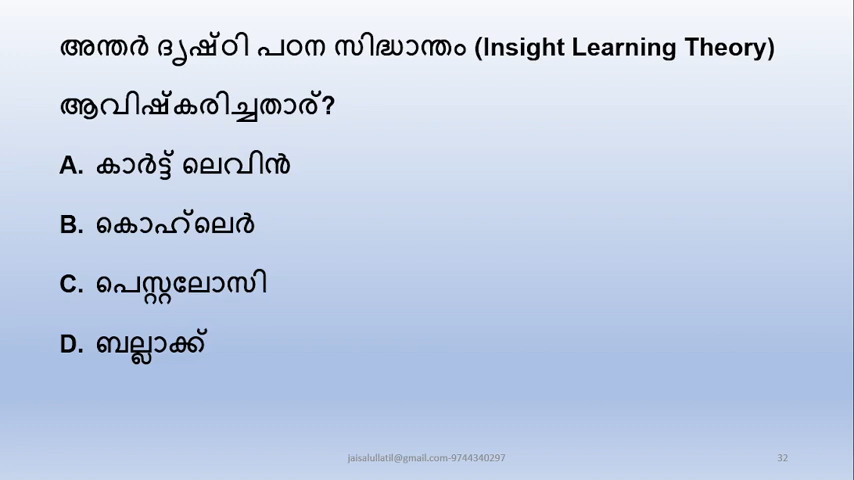 അന്തർ ദൃഷ്ഠി പഠന സിദ്ധാന്തം (Insight Learning Theory)
ആവിഷ്കരിച്ചതാര്?
A. കാർട്ട് ലെവിൻ
B. കൊഹ്ലെർ
C. പെസ്റ്റലോസി
D. ബല്ലാക്ക്
jaisalullatil@gmail.com-9744340297
32